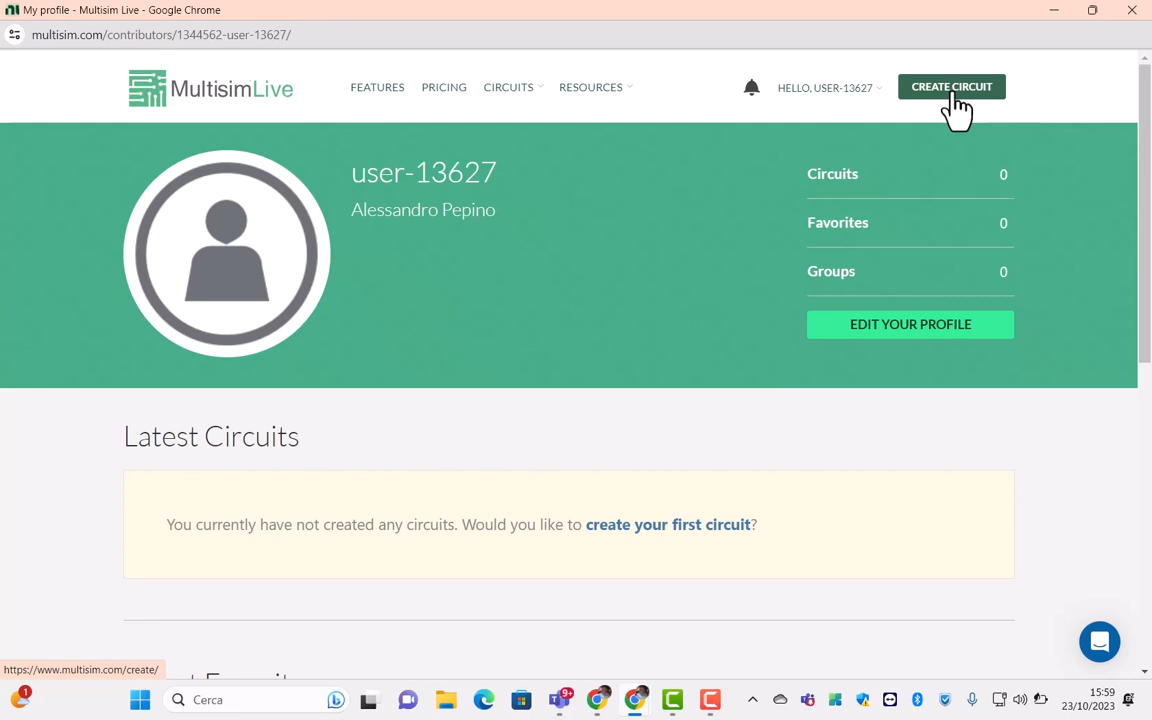 My profile - Multisim Live - Google Chrome
multisim.com/contributors/1344562-user-13627/
MultisimLive
FEATURES
PRICING
CIRCUITS
RESOURCES
HELLO, USER-13627
CREATE CIRCUIT
user-13627
Alessandro Pepino
Circuits 0
Favorites 0
Groups 0
EDIT YOUR PROFILE
Latest Circuits
You currently have not created any circuits. Would you like to create your first circuit?
https://www.multisim.com/create/
1
Cerca
9+
15:59
23/10/2023